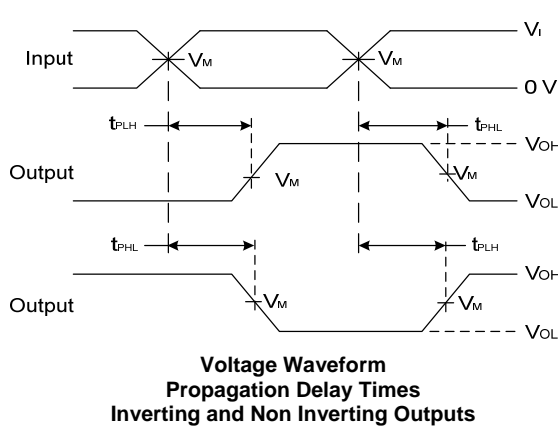 VI
Input VM VM
0 V
tPLH tPHL
VOH
Output VM VM
VOL
tPHL tPLH
VOH
Output VM VM
VOL
Voltage Waveform
Propagation Delay Times
Inverting and Non Inverting Outputs